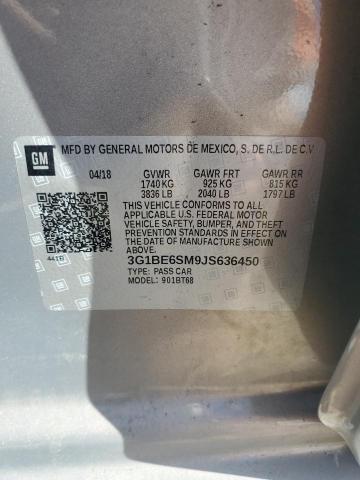 GM
MFD BY GENERAL MOTORS DE MEXICO, S. DE R.L. DE C.V
04/18 GVWR GAWR FRT GAWR RR
1740 KG 925 KG 815 KG
3836 LB 2040 LB 1797 LB
THIS VEHICLE CONFORMS TO ALL
APPLICABLE U.S. FEDERAL MOTOR
VEHICLE SAFETY, BUMPER, AND THEFT
PREVENTION STANDARDS IN EFFECT
ON THE DATE OF MANUFACTURE SHOWN
ABOVE.
441B 3G1BE6SM9JS636450
TYPE: PASS CAR
MODEL: 901BT68